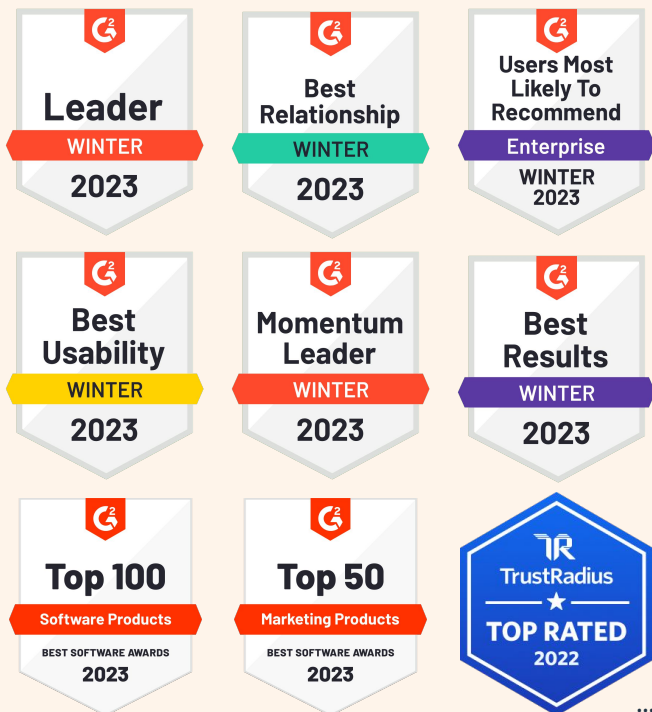 G2
Leader
WINTER
2023
G2
Best
Relationship
WINTER
2023
G2
Users Most
Likely To
Recommend
Enterprise
WINTER
2023
G2
Best
Usability
WINTER
2023
G2
Momentum
Leader
WINTER
2023
G2
Best
Results
WINTER
2023
G2
Top 100
Software Products
BEST SOFTWARE AWARDS
2023
G2
Top 50
Marketing Products
BEST SOFTWARE AWARDS
2023
TR
TrustRadius
TOP RATED
2022
...